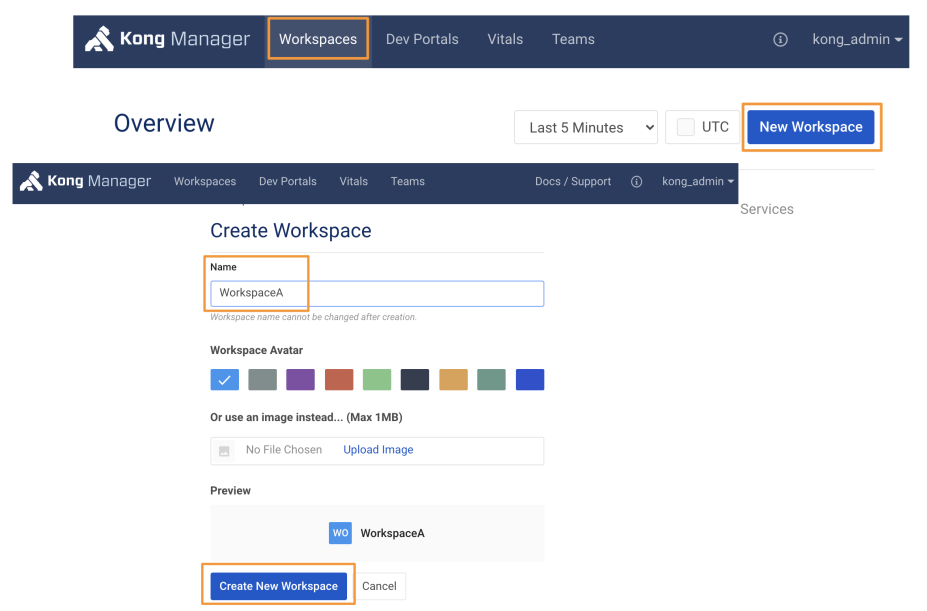 Kong Manager Workspaces Dev Portals Vitals Teams kong_admin
Overview Last 5 Minutes UTC New Workspace
Kong Manager Workspaces Dev Portals Vitals Teams Docs / Support kong_admin
Services
Create Workspace
Name
WorkspaceA
Workspace name cannot be changed after creation.
Workspace Avatar
Or use an image instead... (Max 1MB)
No File Chosen Upload Image
Preview
WO WorkspaceA
Create New Workspace Cancel